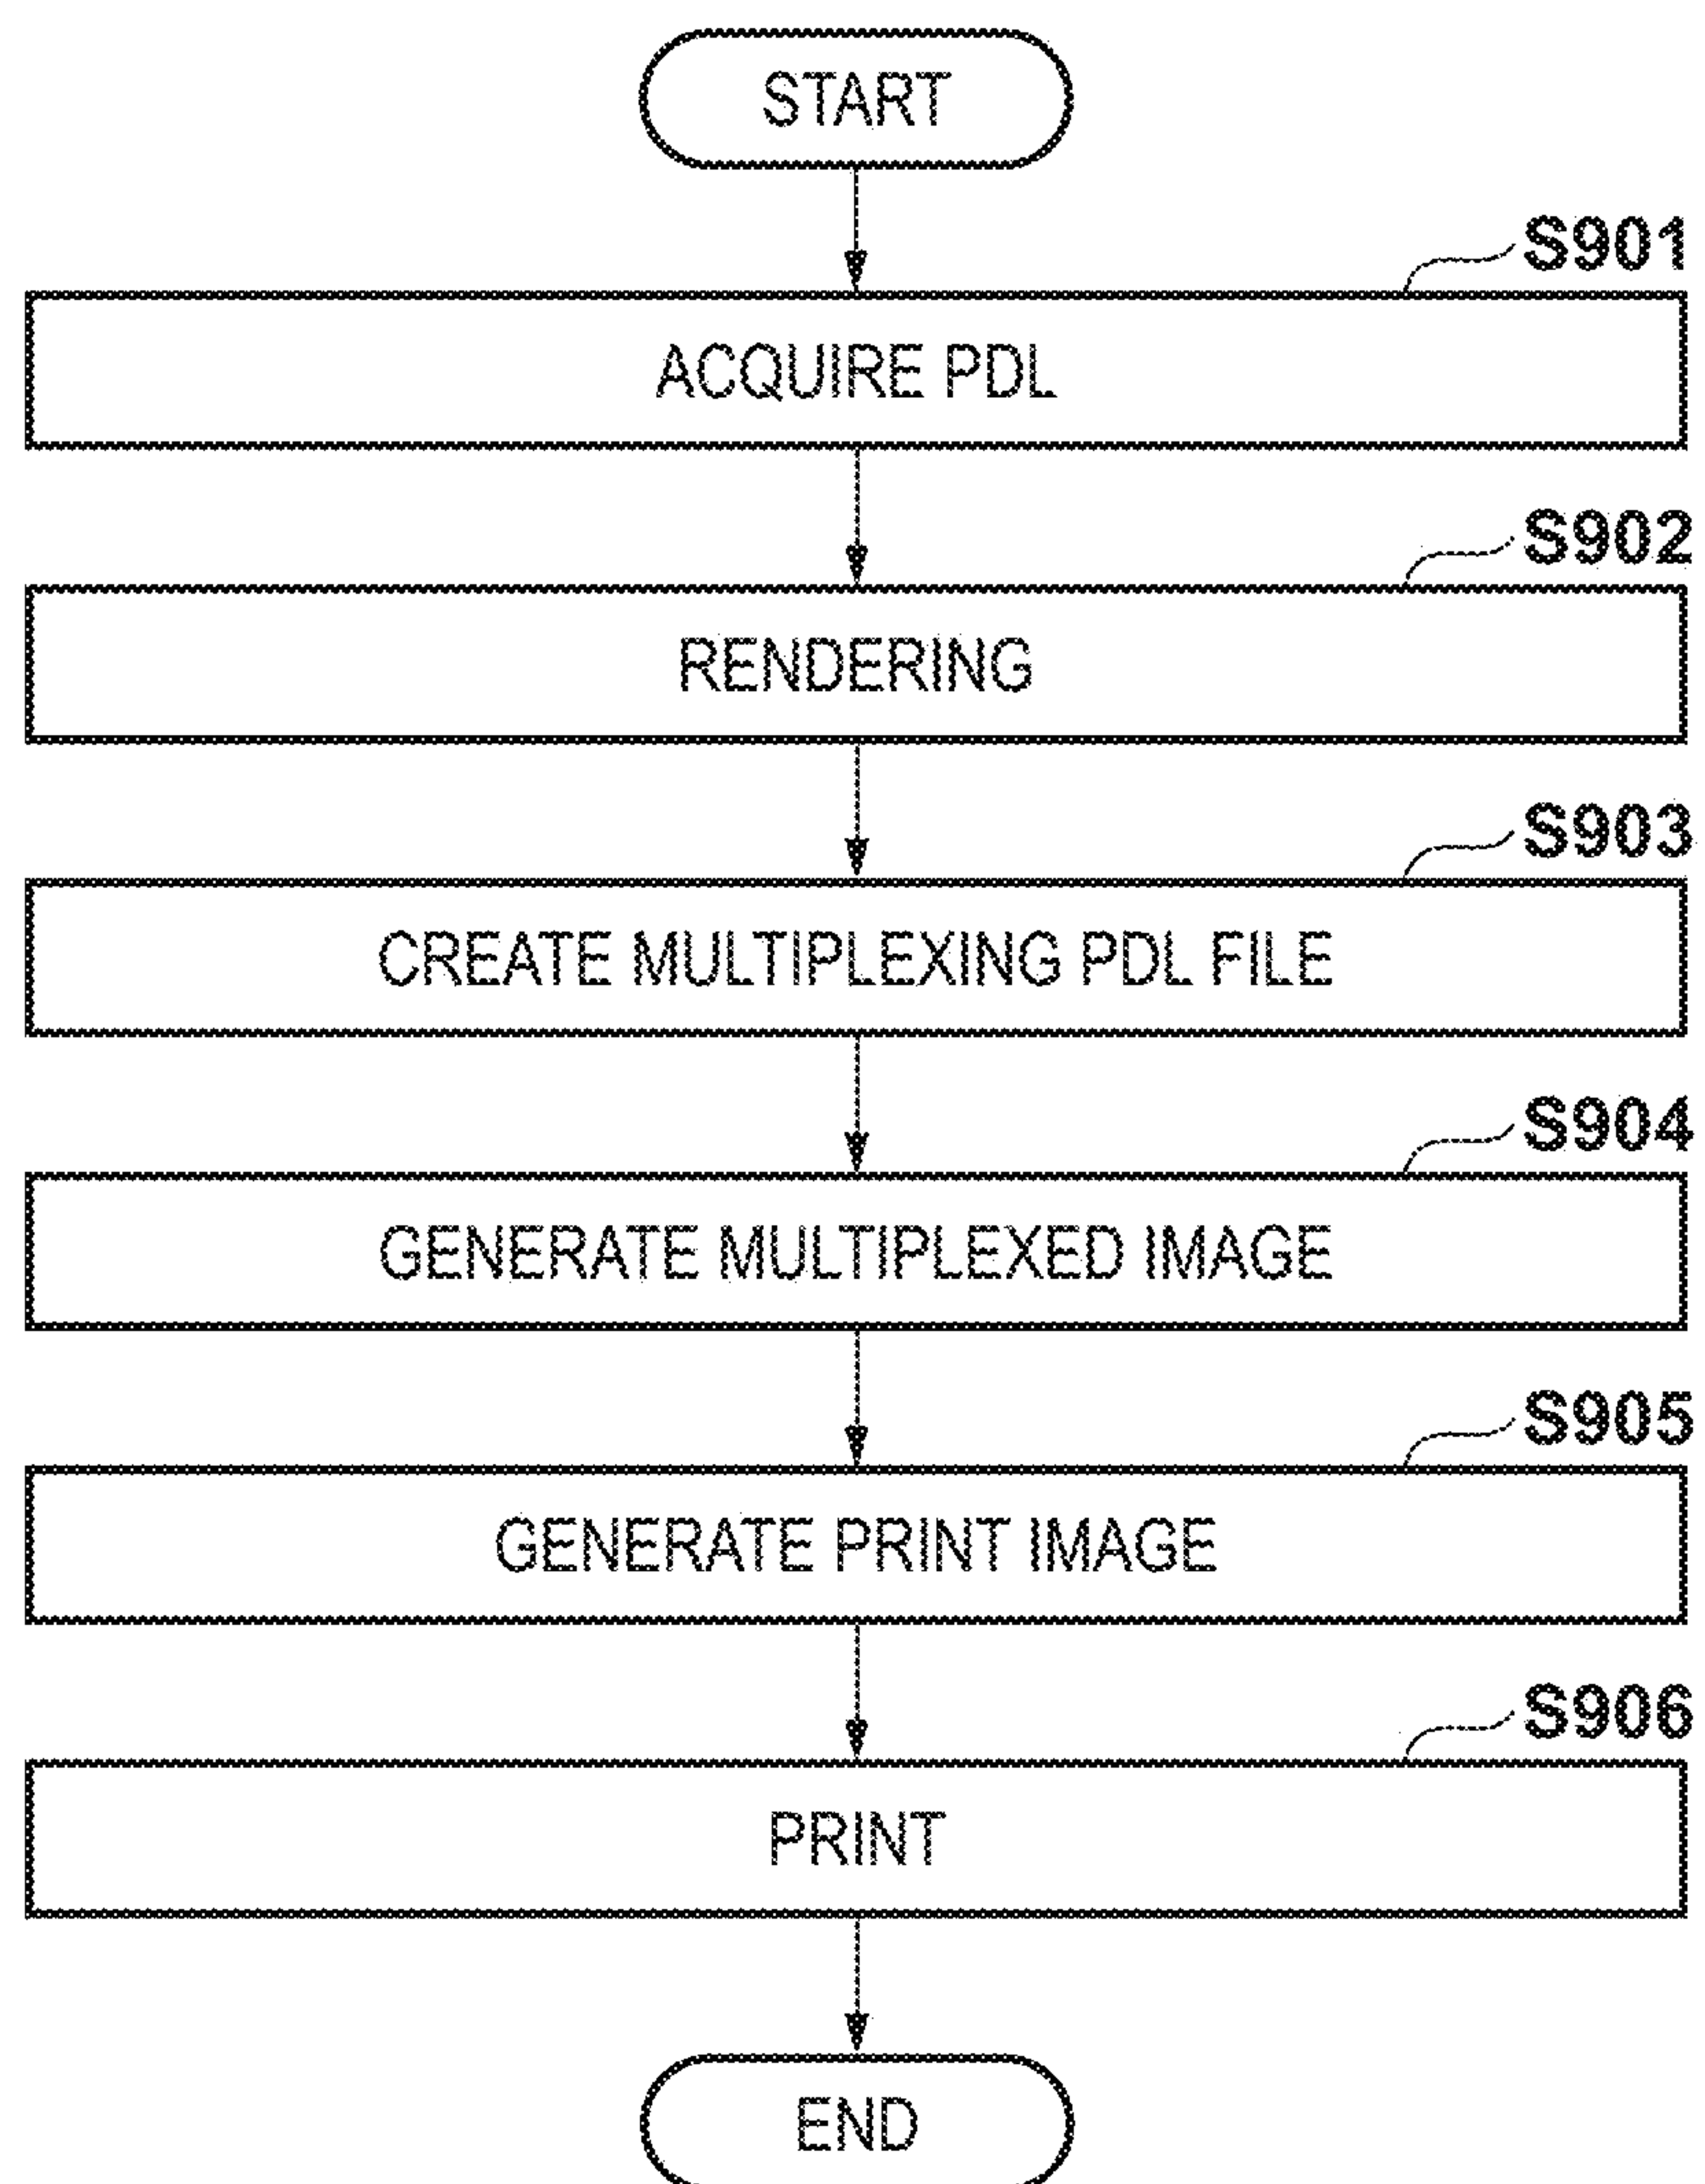 START
S901
ACQUIRE PDL
S902
RENDERING
S903
CREATE MULTIPLEXING PDL FILE
S904
GENERATE MULTIPLEXED IMAGE
S905
GENERATE PRINT IMAGE
S906
PRINT
END